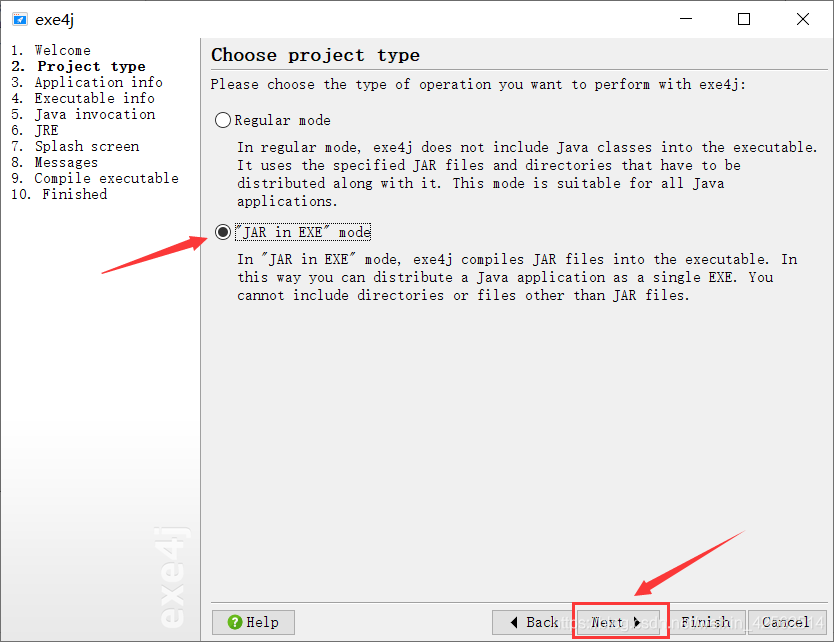 exe4j
1. Welcome
2. Project type
3. Application info
4. Executable info
5. Java invocation
6. JRE
7. Splash screen
8. Messages
9. Compile executable
10. Finished
exe4j
Choose project type
Please choose the type of operation you want to perform with exe4j:
Regular mode
In regular mode, exe4j does not include Java classes into the executable.
It uses the specified JAR files and directories that have to be
distributed along with it. This mode is suitable for all Java
applications.
"JAR in EXE" mode
In "JAR in EXE" mode, exe4j compiles JAR files into the executable. In
this way you can distribute a Java application as a single EXE. You
cannot include directories or files other than JAR files.
Help
Back
Next
Finish
Cancel